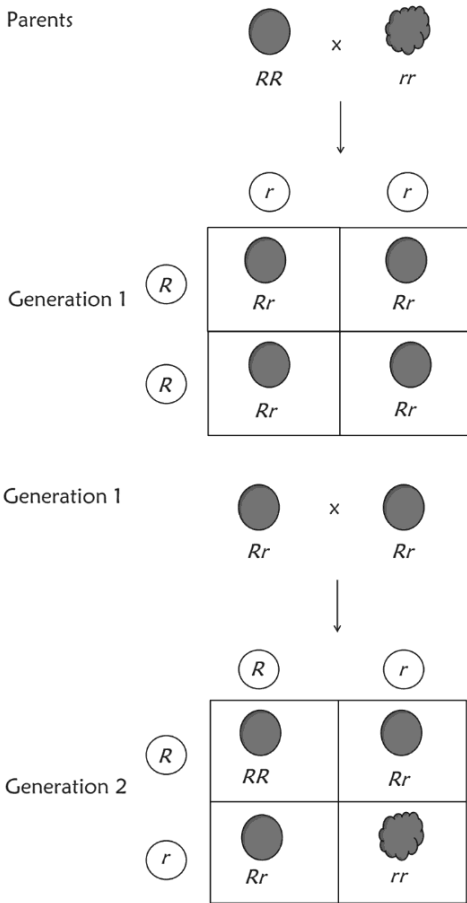 Parents
x
RR rr
r r
R
Rr Rr
Generation 1
R
Rr Rr
Generation 1
x
Rr Rr
R r
R
RR Rr
Generation 2
r
Rr rr